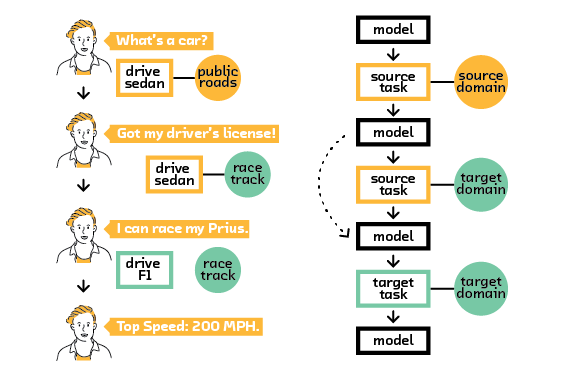 What's a car?
drive
sedan
public
roads
Got my driver's license!
drive
sedan
race
track
I can race my Prius.
drive
F1
race
track
Top Speed: 200 MPH.
model
source
task
source
domain
model
source
task
target
domain
model
target
task
target
domain
model